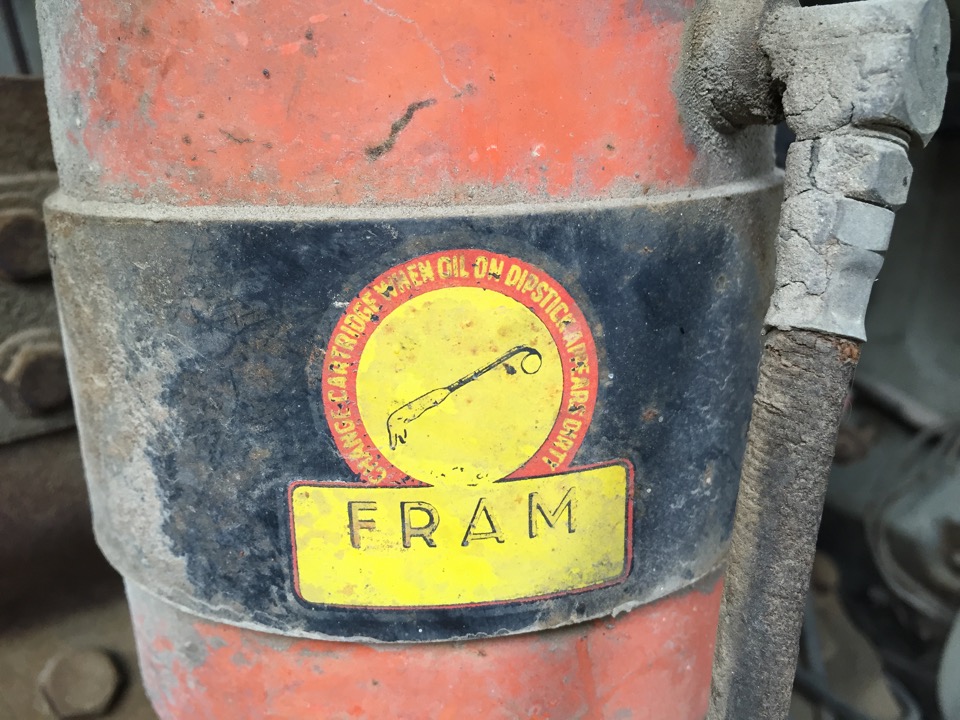 CHANGE CARTRIDGE WHEN OIL ON DIPSTICK APPEARS DIRTY
FRAM